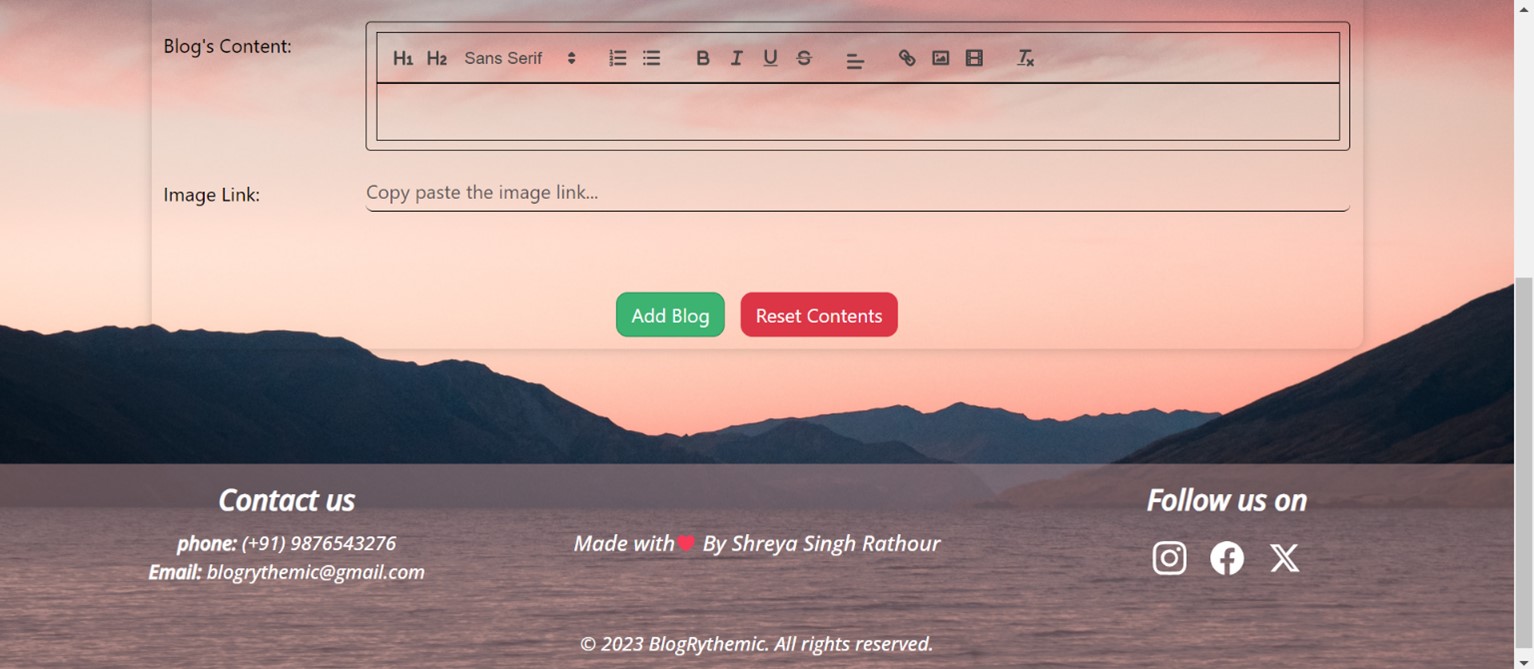 Blog's Content:
H1 H2 Sans Serif B I U S Tx
Image Link: Copy paste the image link...
Add Blog Reset Contents
Contact us
phone: (+91) 9876543276
Email: blogrythemic@gmail.com
Made with❤ By Shreya Singh Rathour
Follow us on
© 2023 BlogRythemic. All rights reserved.